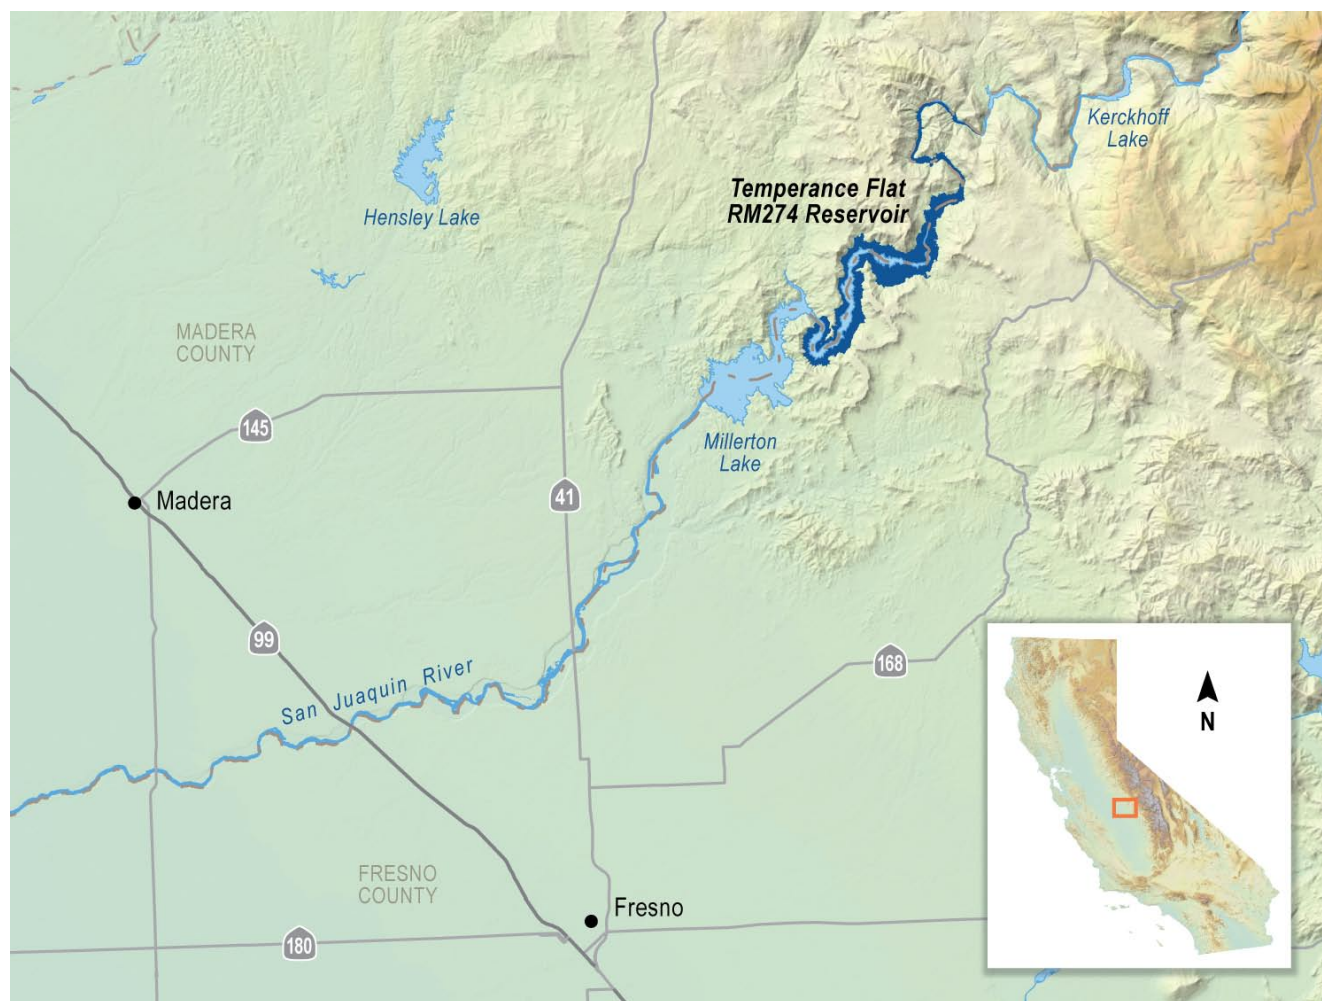 Kerckhoff
Lake
Temperance Flat
RM274 Reservoir
Hensley Lake
MADERA
COUNTY
145
Millerton
Lake
Madera
41
99
168
San Juaquin River
N
FRESNO
COUNTY
Fresno
180